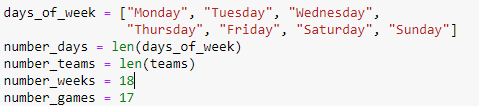 days_of_week = ["Monday", "Tuesday", "Wednesday",
"Thursday", "Friday", "Saturday", "Sunday"]
number_days = len(days_of_week)
number_teams = len(teams)
number_weeks = 18
number_games = 17